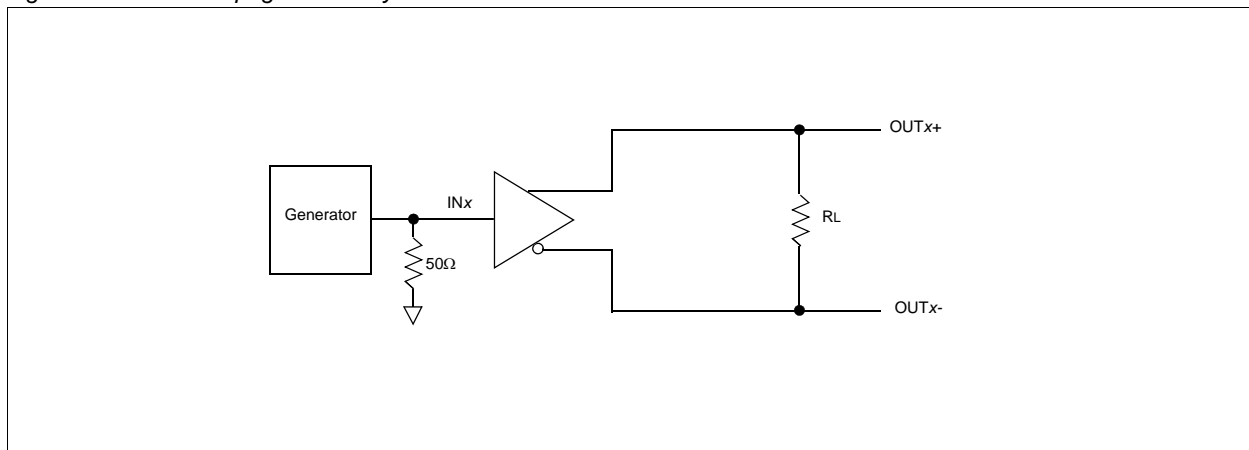 OUTx+
INx
Generator
RL
50Ω
OUTx-